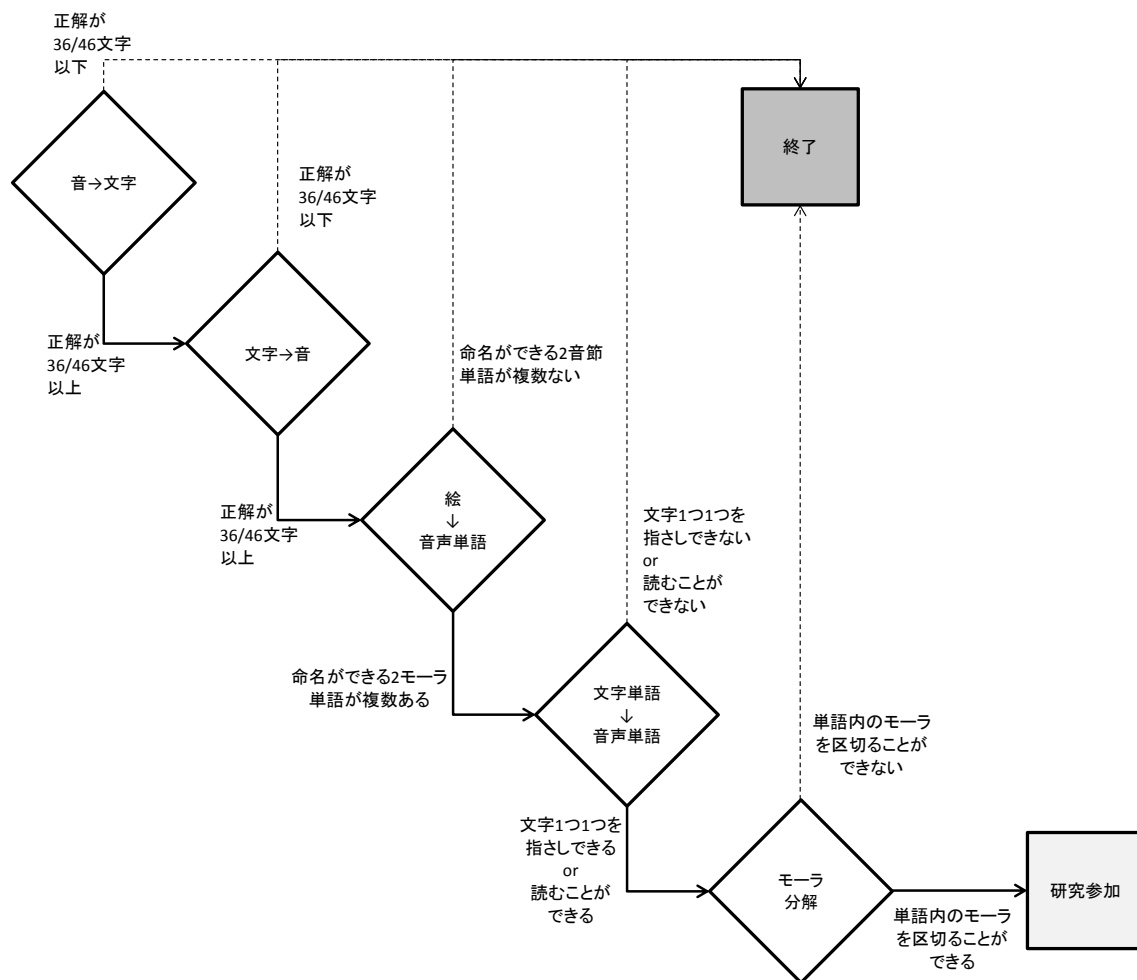 正解が
36/46文字
以下
終了
音→文字
正解が
36/46文字
以下
正解が
36/46文字
以上
文字→音
命名ができる2音節
単語が複数ない
正解が
36/46文字
以上
絵
↓
音声単語
文字1つ1つを
指さしできない
or
読むことが
できない
命名ができる2モーラ
単語が複数ある
文字単語
↓
音声単語
単語内のモーラ
を区切ることが
できない
文字1つ1つを
指さしできる
or
読むことが
できる
モーラ
分解
研究参加
単語内のモーラ
を区切ることが
できる